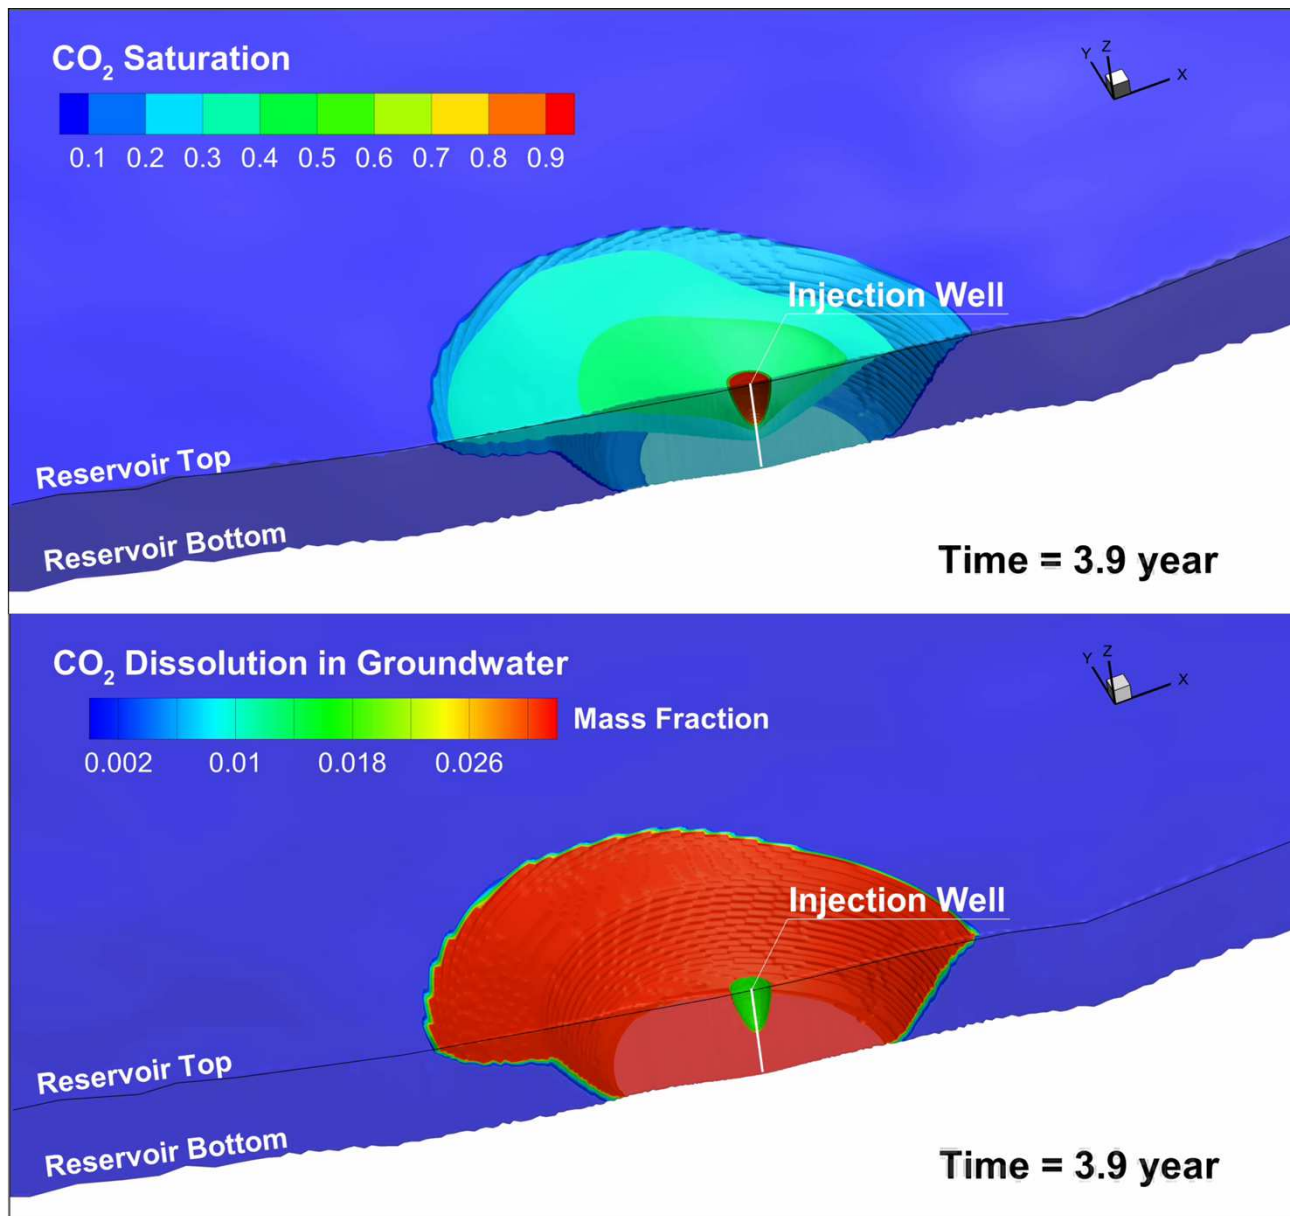 CO₂ Saturation
0.1 0.2 0.3 0.4 0.5 0.6 0.7 0.8 0.9
Y Z X
Injection Well
Reservoir Top
Reservoir Bottom
Time = 3.9 year
CO₂ Dissolution in Groundwater
Mass Fraction
0.002 0.01 0.018 0.026
Y Z X
Injection Well
Reservoir Top
Reservoir Bottom
Time = 3.9 year